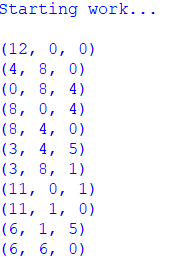 Starting work...
(12, 0, 0)
(4, 8, 0)
(0, 8, 4)
(8, 0, 4)
(8, 4, 0)
(3, 4, 5)
(3, 8, 1)
(11, 0, 1)
(11, 1, 0)
(6, 1, 5)
(6, 6, 0)